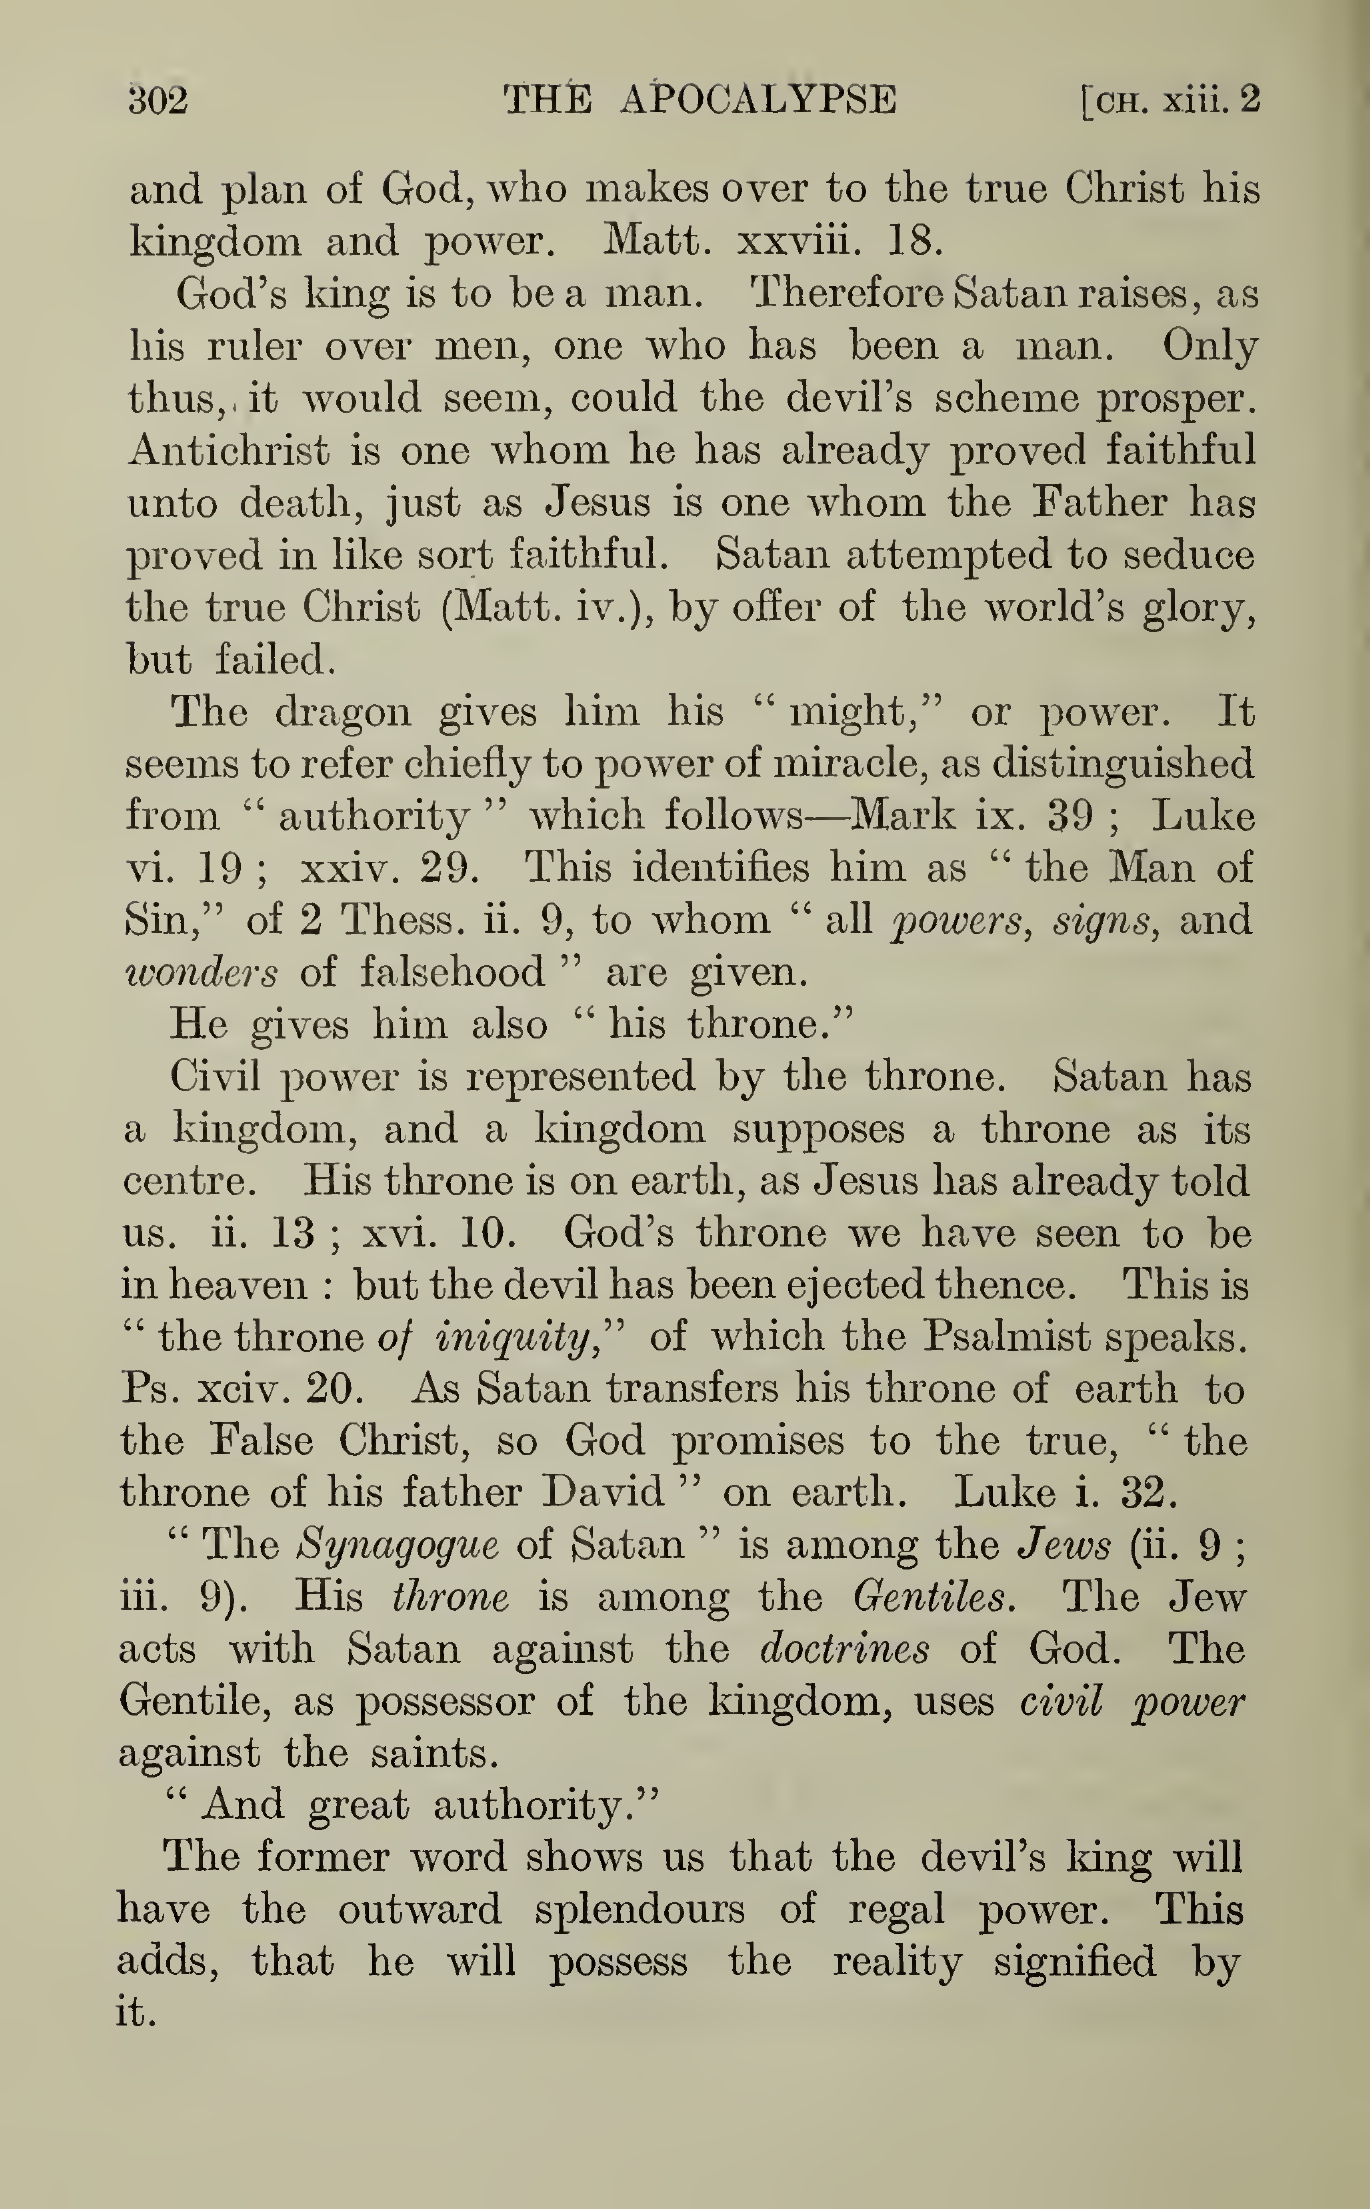 302 THE APOCALYPSE [CH. xiii. 2
and plan of God, who makes over to the true Christ his
kingdom and power. Matt. xxviii. 18.
God's king is to be a man. Therefore Satan raises, as
his ruler over men, one who has been a man. Only
thus, it would seem, could the devil's scheme prosper.
Antichrist is one whom he has already proved faithful
unto death, just as Jesus is one whom the Father has
proved in like sort faithful. Satan attempted to seduce
the true Christ (Matt. iv.), by offer of the world's glory,
but failed.
The dragon gives him his “ might,” or power. It
seems to refer chiefly to power of miracle, as distinguished
from “ authority ” which follows—Mark ix. 39 ; Luke
vi. 19 ; xxiv. 29. This identifies him as “ the Man of
Sin,” of 2 Thess. ii. 9, to whom “ all powers, signs, and
wonders of falsehood ” are given.
He gives him also “ his throne.”
Civil power is represented by the throne. Satan has
a kingdom, and a kingdom supposes a throne as its
centre. His throne is on earth, as Jesus has already told
us. ii. 13 ; xvi. 10. God's throne we have seen to be
in heaven : but the devil has been ejected thence. This is
“ the throne of iniquity,” of which the Psalmist speaks.
Ps. xciv. 20. As Satan transfers his throne of earth to
the False Christ, so God promises to the true, “ the
throne of his father David ” on earth. Luke i. 32.
“ The Synagogue of Satan ” is among the Jews (ii. 9 ;
iii. 9). His throne is among the Gentiles. The Jew
acts with Satan against the doctrines of God. The
Gentile, as possessor of the kingdom, uses civil power
against the saints.
“ And great authority.”
The former word shows us that the devil's king will
have the outward splendours of regal power. This
adds, that he will possess the reality signified by
it.